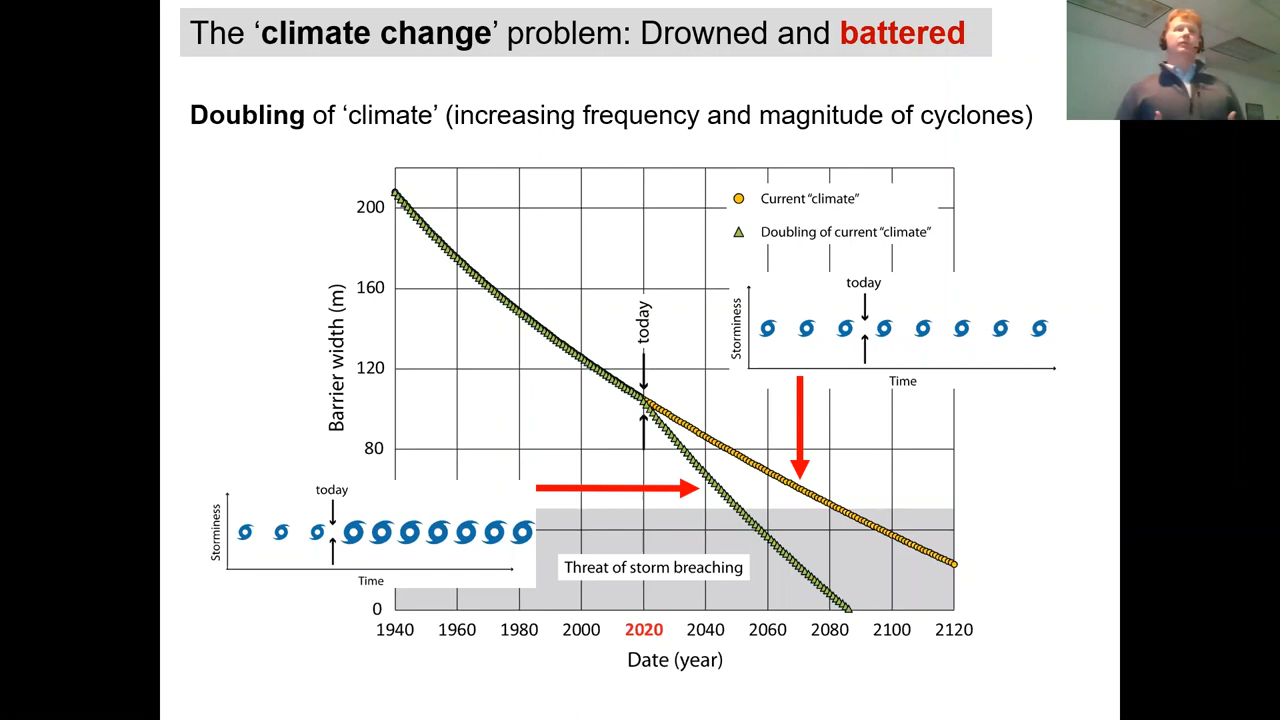 The ‘climate change’ problem: Drowned and battered
Doubling of ‘climate’ (increasing frequency and magnitude of cyclones)
Current “climate”
Doubling of current “climate”
200
160
120
80
0
Barrier width (m)
today
today
Storminess
Time
today
Storminess
Time
Threat of storm breaching
1940 1960 1980 2000 2020 2040 2060 2080 2100 2120
Date (year)